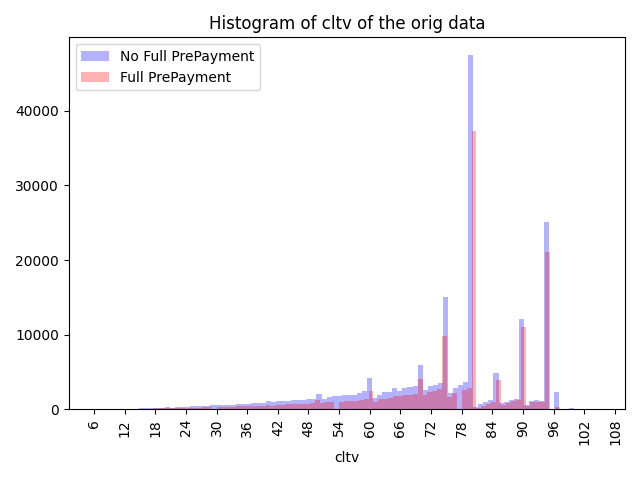 Histogram of cltv of the orig data
No Full PrePayment
Full PrePayment
40000
30000
20000
10000
0
6 12 18 24 30 36 42 48 54 60 66 72 78 84 90 96 102 108
cltv